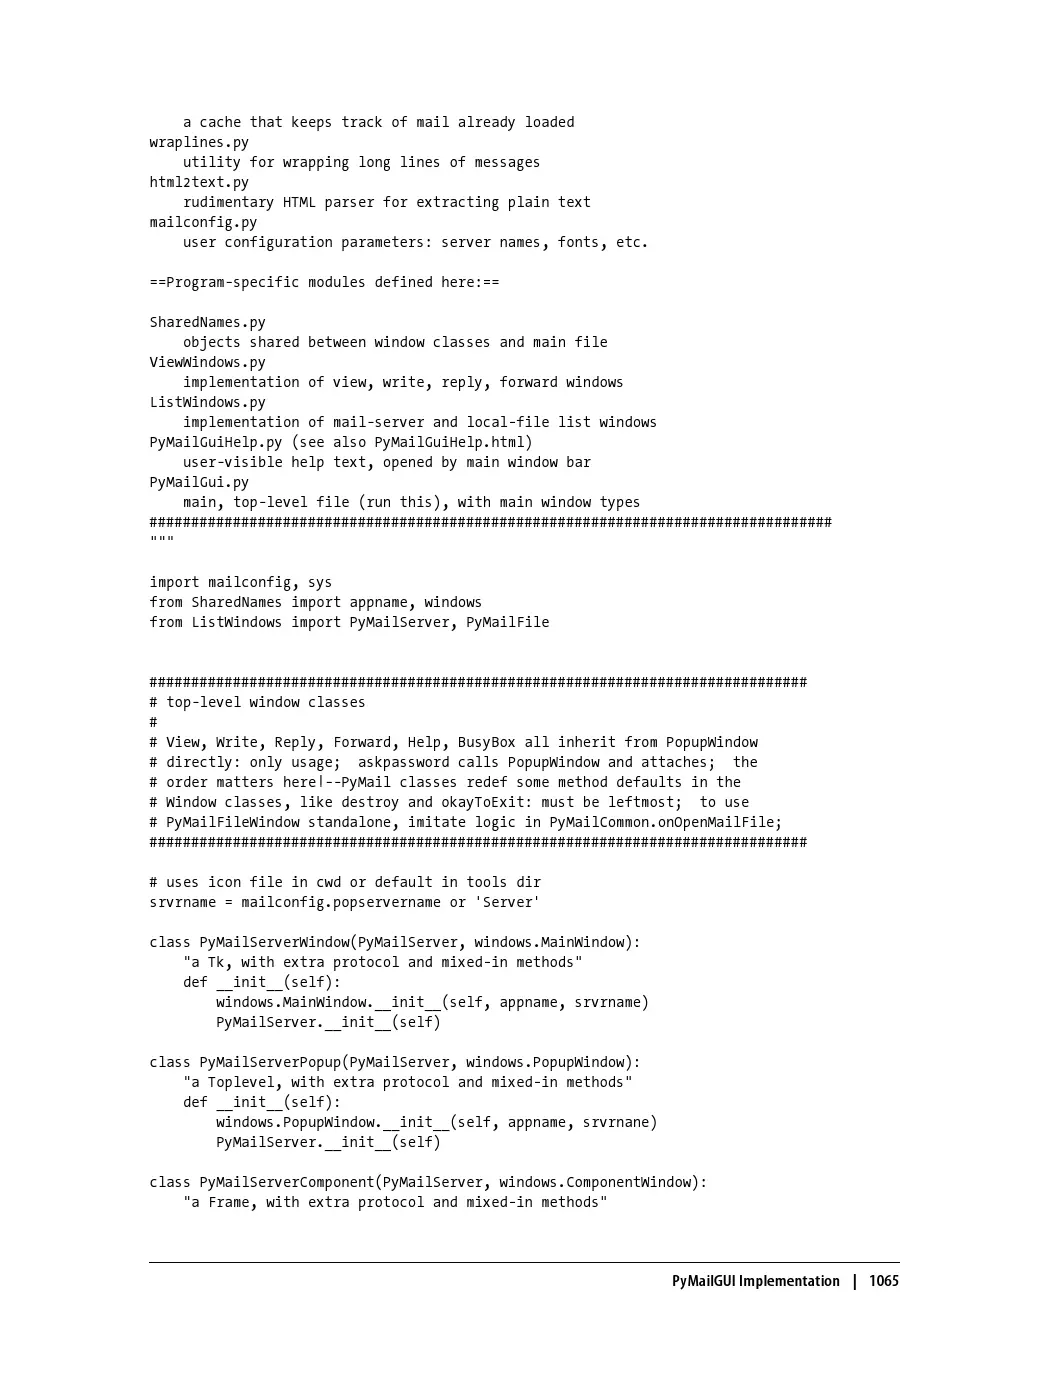 a cache that keeps track of mail already loaded
wraplines.py
    utility for wrapping long lines of messages
html2text.py
    rudimentary HTML parser for extracting plain text
mailconfig.py
    user configuration parameters: server names, fonts, etc.

==Program-specific modules defined here:==

SharedNames.py
    objects shared between window classes and main file
ViewWindows.py
    implementation of view, write, reply, forward windows
ListWindows.py
    implementation of mail-server and local-file list windows
PyMailGuiHelp.py (see also PyMailGuiHelp.html)
    user-visible help text, opened by main window bar
PyMailGui.py
    main, top-level file (run this), with main window types
##################################################################################
"""

import mailconfig, sys
from SharedNames import appname, windows
from ListWindows import PyMailServer, PyMailFile


###############################################################################
# top-level window classes
#
# View, Write, Reply, Forward, Help, BusyBox all inherit from PopupWindow
# directly: only usage;  askpassword calls PopupWindow and attaches;  the
# order matters here!--PyMail classes redef some method defaults in the
# Window classes, like destroy and okayToExit: must be leftmost;  to use
# PyMailFileWindow standalone, imitate logic in PyMailCommon.onOpenMailFile;
###############################################################################

# uses icon file in cwd or default in tools dir
srvrname = mailconfig.popservername or 'Server'

class PyMailServerWindow(PyMailServer, windows.MainWindow):
    "a Tk, with extra protocol and mixed-in methods"
    def __init__(self):
        windows.MainWindow.__init__(self, appname, srvrname)
        PyMailServer.__init__(self)

class PyMailServerPopup(PyMailServer, windows.PopupWindow):
    "a Toplevel, with extra protocol and mixed-in methods"
    def __init__(self):
        windows.PopupWindow.__init__(self, appname, srvrnane)
        PyMailServer.__init__(self)

class PyMailServerComponent(PyMailServer, windows.ComponentWindow):
    "a Frame, with extra protocol and mixed-in methods"

PyMailGUI Implementation | 1065